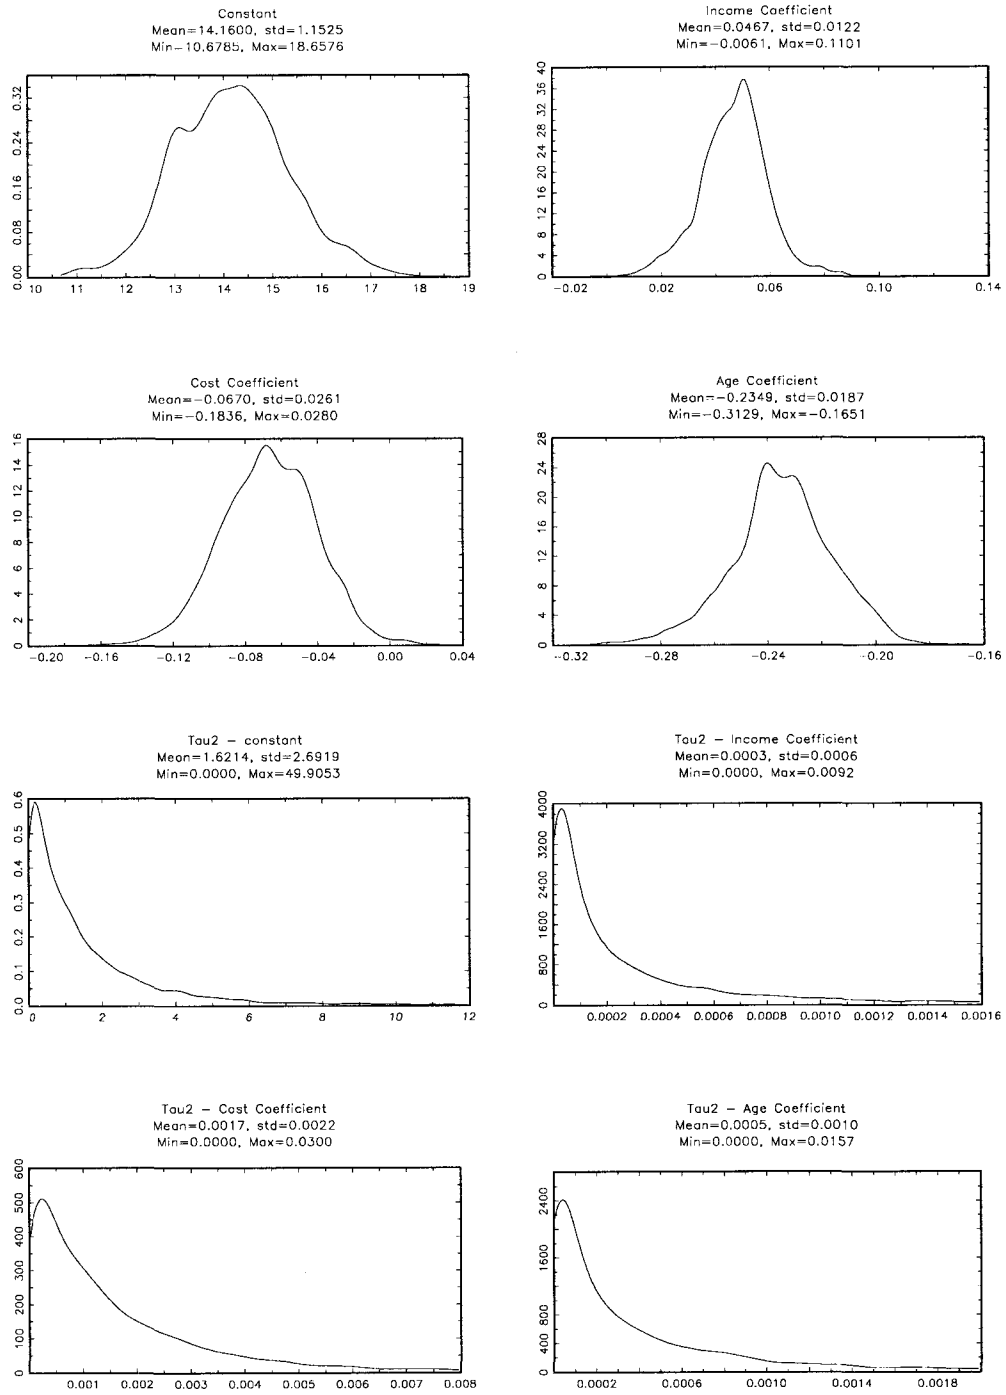 Constant
Mean=14.1600, std=1.1525
Min=10.6785, Max=18.6576
0.32
0.24
0.16
0.08
0.00
10 11 12 13 14 15 16 17 18 19
Income Coefficient
Mean=0.0467, std=0.0122
Min=−0.0061, Max=0.1101
40
36
32
28
24
20
16
12
8
4
0
−0.02 0.02 0.06 0.10 0.14
Cost Coefficient
Mean=−0.0670, std=0.0261
Min=−0.1836, Max=0.0280
16
14
12
10
8
6
4
2
0
−0.20 −0.16 −0.12 −0.08 −0.04 0.00 0.04
Age Coefficient
Mean=−0.2349, std=0.0187
Min=−0.3129, Max=−0.1651
28
24
20
16
12
8
4
0
−0.32 −0.28 −0.24 −0.20 −0.16
Tau2 − constant
Mean=1.6214, std=2.6919
Min=0.0000, Max=49.9053
0.6
0.5
0.4
0.3
0.2
0.1
0.0
0 2 4 6 8 10 12
Tau2 − Income Coefficient
Mean=0.0003, std=0.0006
Min=0.0000, Max=0.0092
4000
3200
2400
1600
800
0
0.0002 0.0004 0.0006 0.0008 0.0010 0.0012 0.0014 0.0016
Tau2 − Cost Coefficient
Mean=0.0017, std=0.0022
Min=0.0000, Max=0.0300
600
500
400
300
200
100
0
0.001 0.002 0.003 0.004 0.005 0.006 0.007 0.008
Tau2 − Age Coefficient
Mean=0.0005, std=0.0010
Min=0.0000, Max=0.0157
2400
1600
800
400
0
0.0002 0.0006 0.0010 0.0014 0.0018